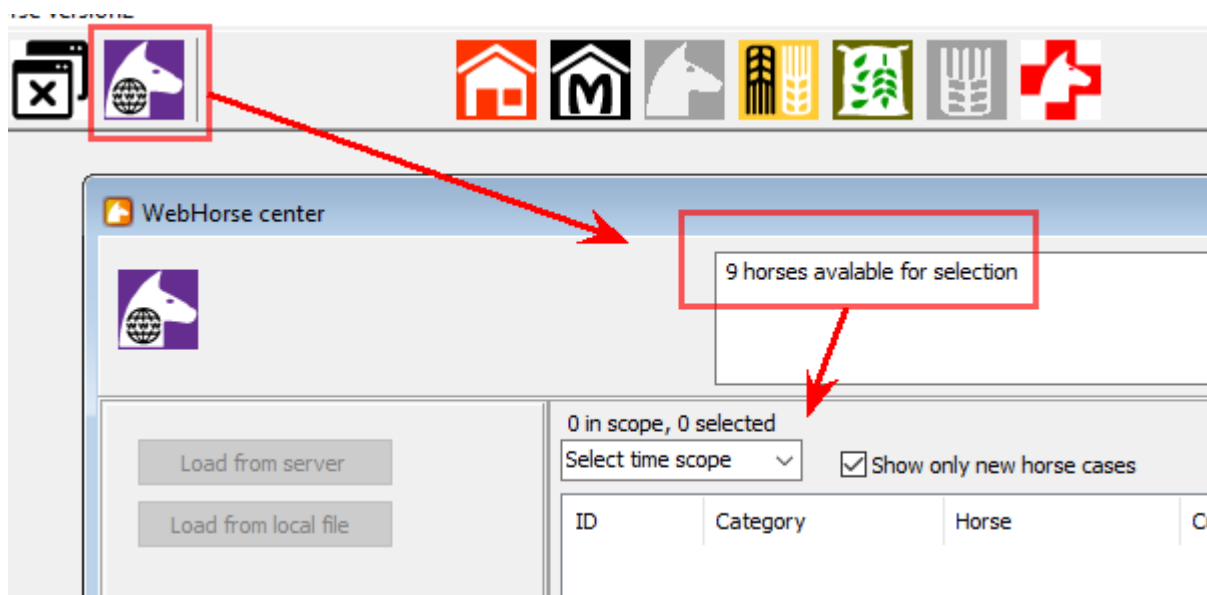 WebHorse center
9 horses avalable for selection
0 in scope, 0 selected
Select time scope
Show only new horse cases
Load from server
Load from local file
ID Category Horse
M